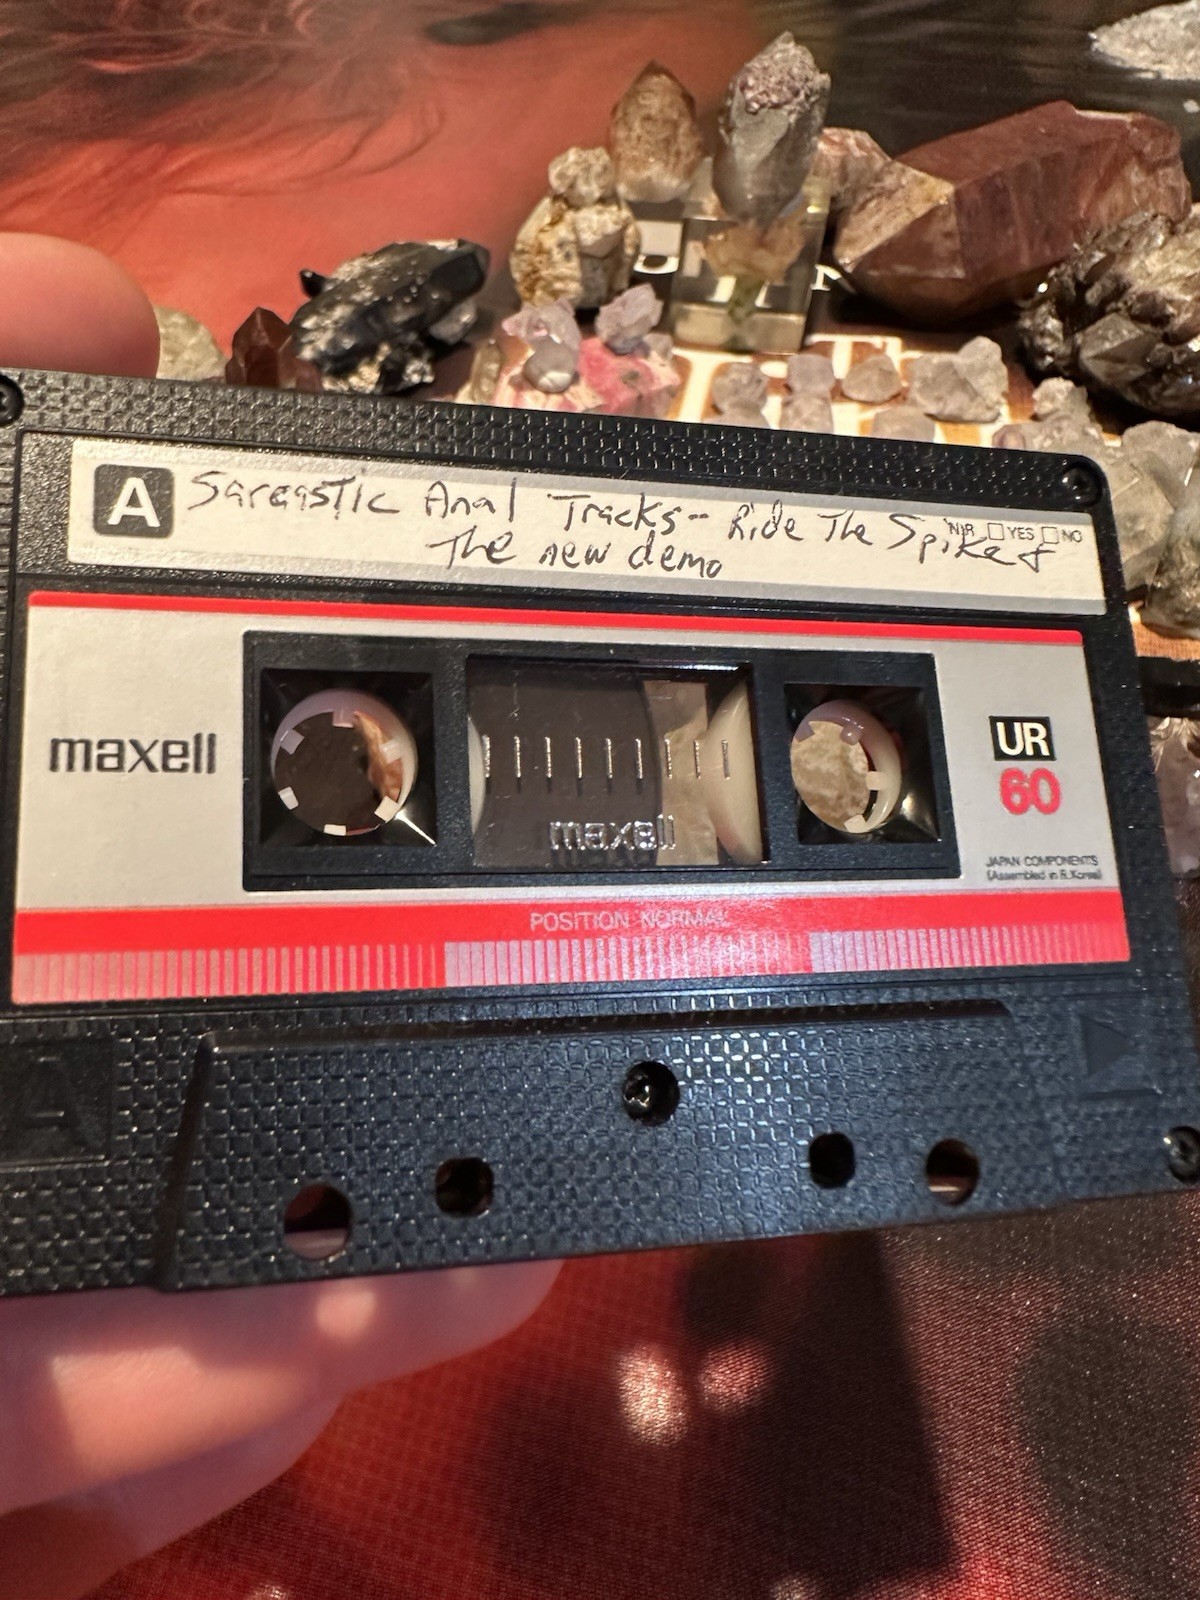 A
Sarcastic Anal Tracks - Ride The Spike +
The new demo
N.R. YES NO
maxell
maxell
UR
60
JAPAN COMPONENTS
(Assembled in R.Korea)
POSITION NORMAL
A